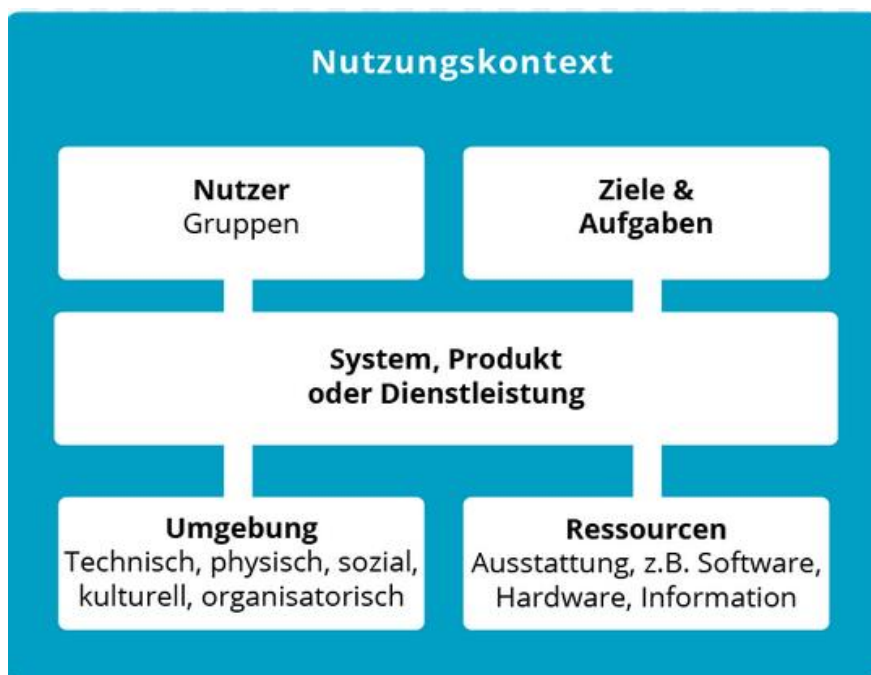 Nutzungskontext
Nutzer
Gruppen
Ziele &
Aufgaben
System, Produkt
oder Dienstleistung
Umgebung
Technisch, physisch, sozial,
kulturell, organisatorisch
Ressourcen
Ausstattung, z.B. Software,
Hardware, Information